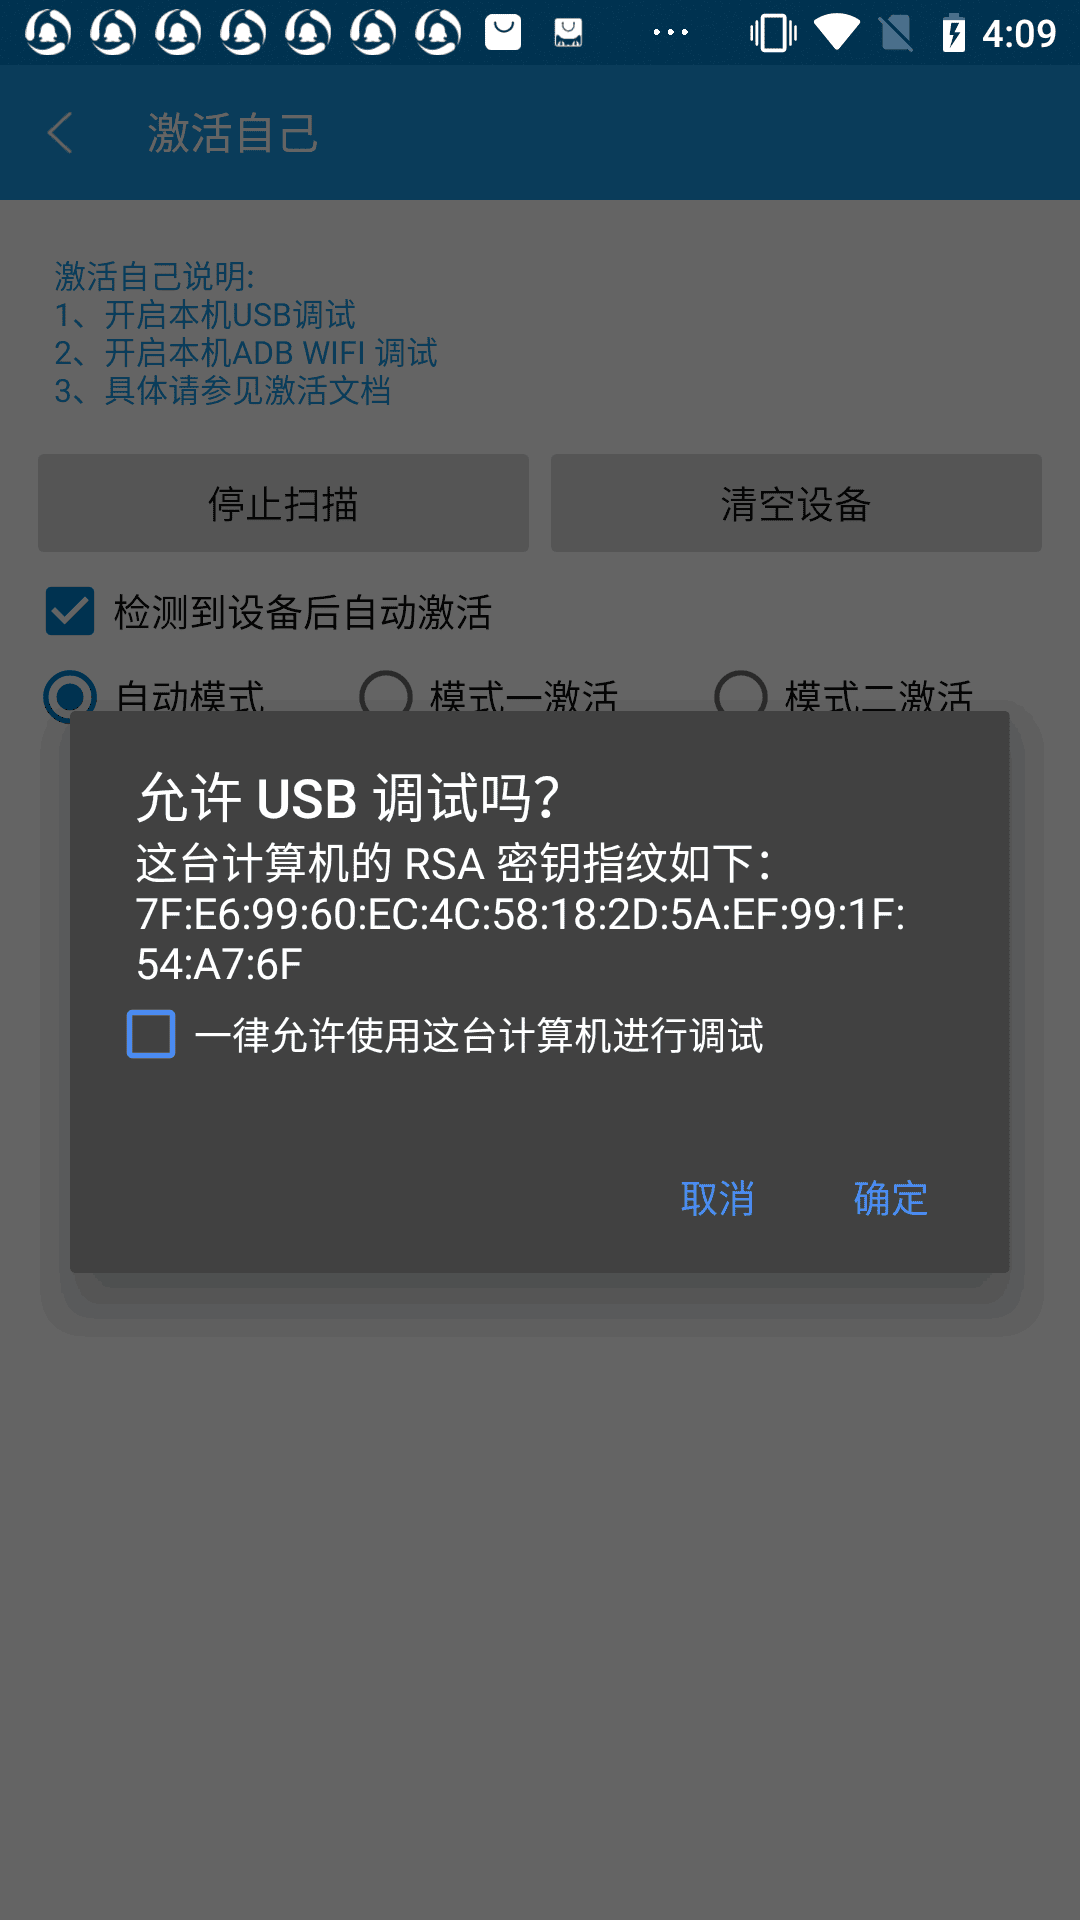 4:09
激活自己
激活自己说明:
1、开启本机USB调试
2、开启本机ADB WIFI 调试
3、具体请参见激活文档
停止扫描
清空设备
检测到设备后自动激活
自动模式 模式一激活 模式二激活
允许 USB 调试吗？
这台计算机的 RSA 密钥指纹如下：
7F:E6:99:60:EC:4C:58:18:2D:5A:EF:99:1F:
54:A7:6F
一律允许使用这台计算机进行调试
取消 确定